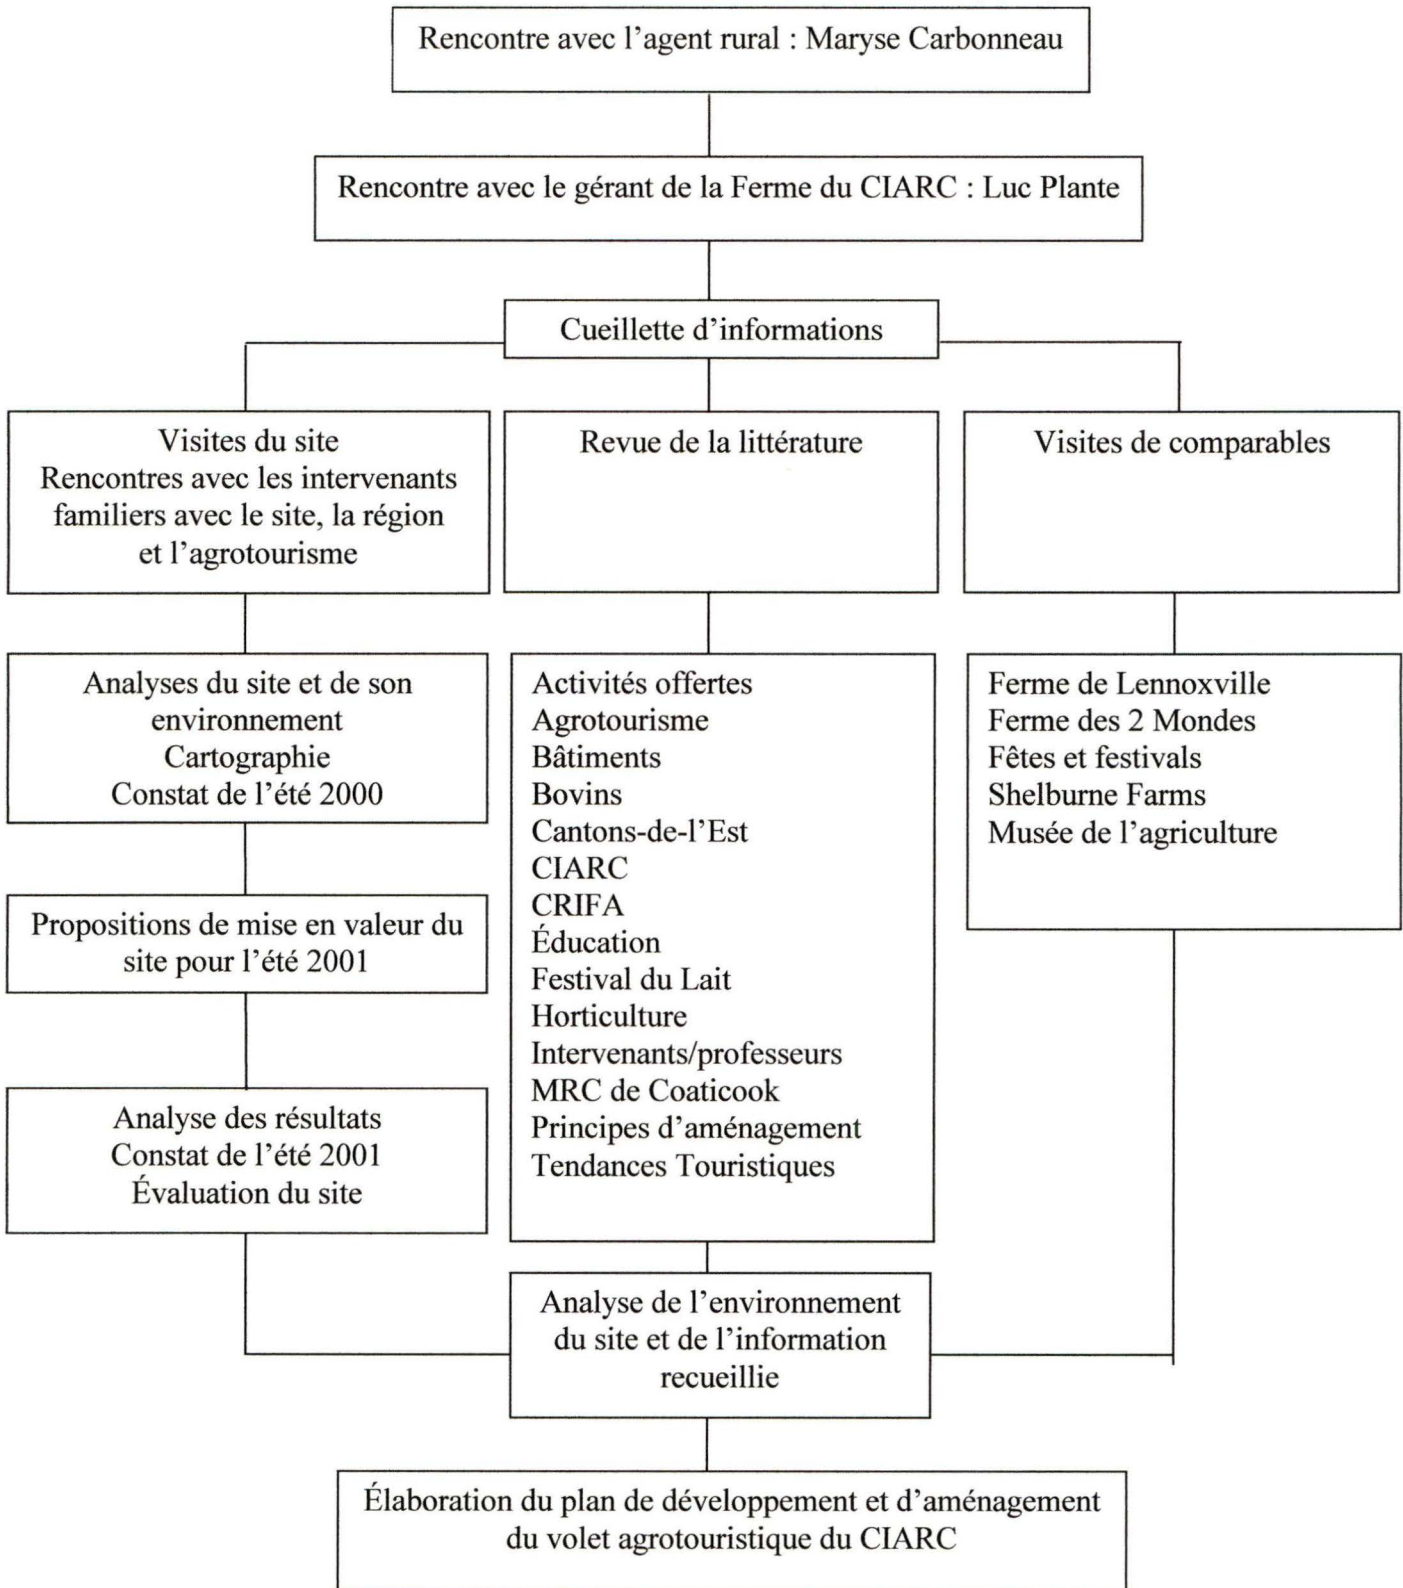 Rencontre avec l’agent rural : Maryse Carbonneau
Rencontre avec le gérant de la Ferme du CIARC : Luc Plante
Cueillette d’informations
Visites du site
Rencontres avec les intervenants
familiers avec le site, la région
et l’agrotourisme
Revue de la littérature
Visites de comparables
Analyses du site et de son
environnement
Cartographie
Constat de l’été 2000
Propositions de mise en valeur du
site pour l’été 2001
Analyse des résultats
Constat de l’été 2001
Évaluation du site
Activités offertes
Agrotourisme
Bâtiments
Bovins
Cantons-de-l’Est
CIARC
CRIFA
Éducation
Festival du Lait
Horticulture
Intervenants/professeurs
MRC de Coaticook
Principes d’aménagement
Tendances Touristiques
Ferme de Lennoxville
Ferme des 2 Mondes
Fêtes et festivals
Shelburne Farms
Musée de l’agriculture
Analyse de l’environnement
du site et de l’information
recueillie
Élaboration du plan de développement et d’aménagement
du volet agrotouristique du CIARC